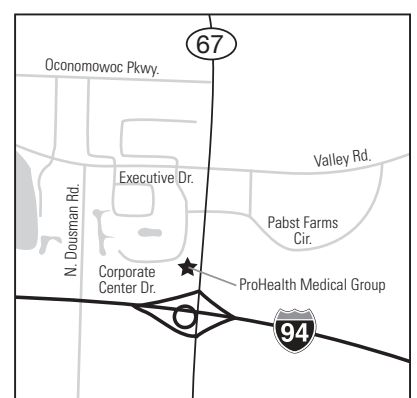 67
Oconomowoc Pkwy.
Valley Rd.
Executive Dr.
N. Dousman Rd.
Pabst Farms
Cir.
Corporate
Center Dr.
ProHealth Medical Group
94